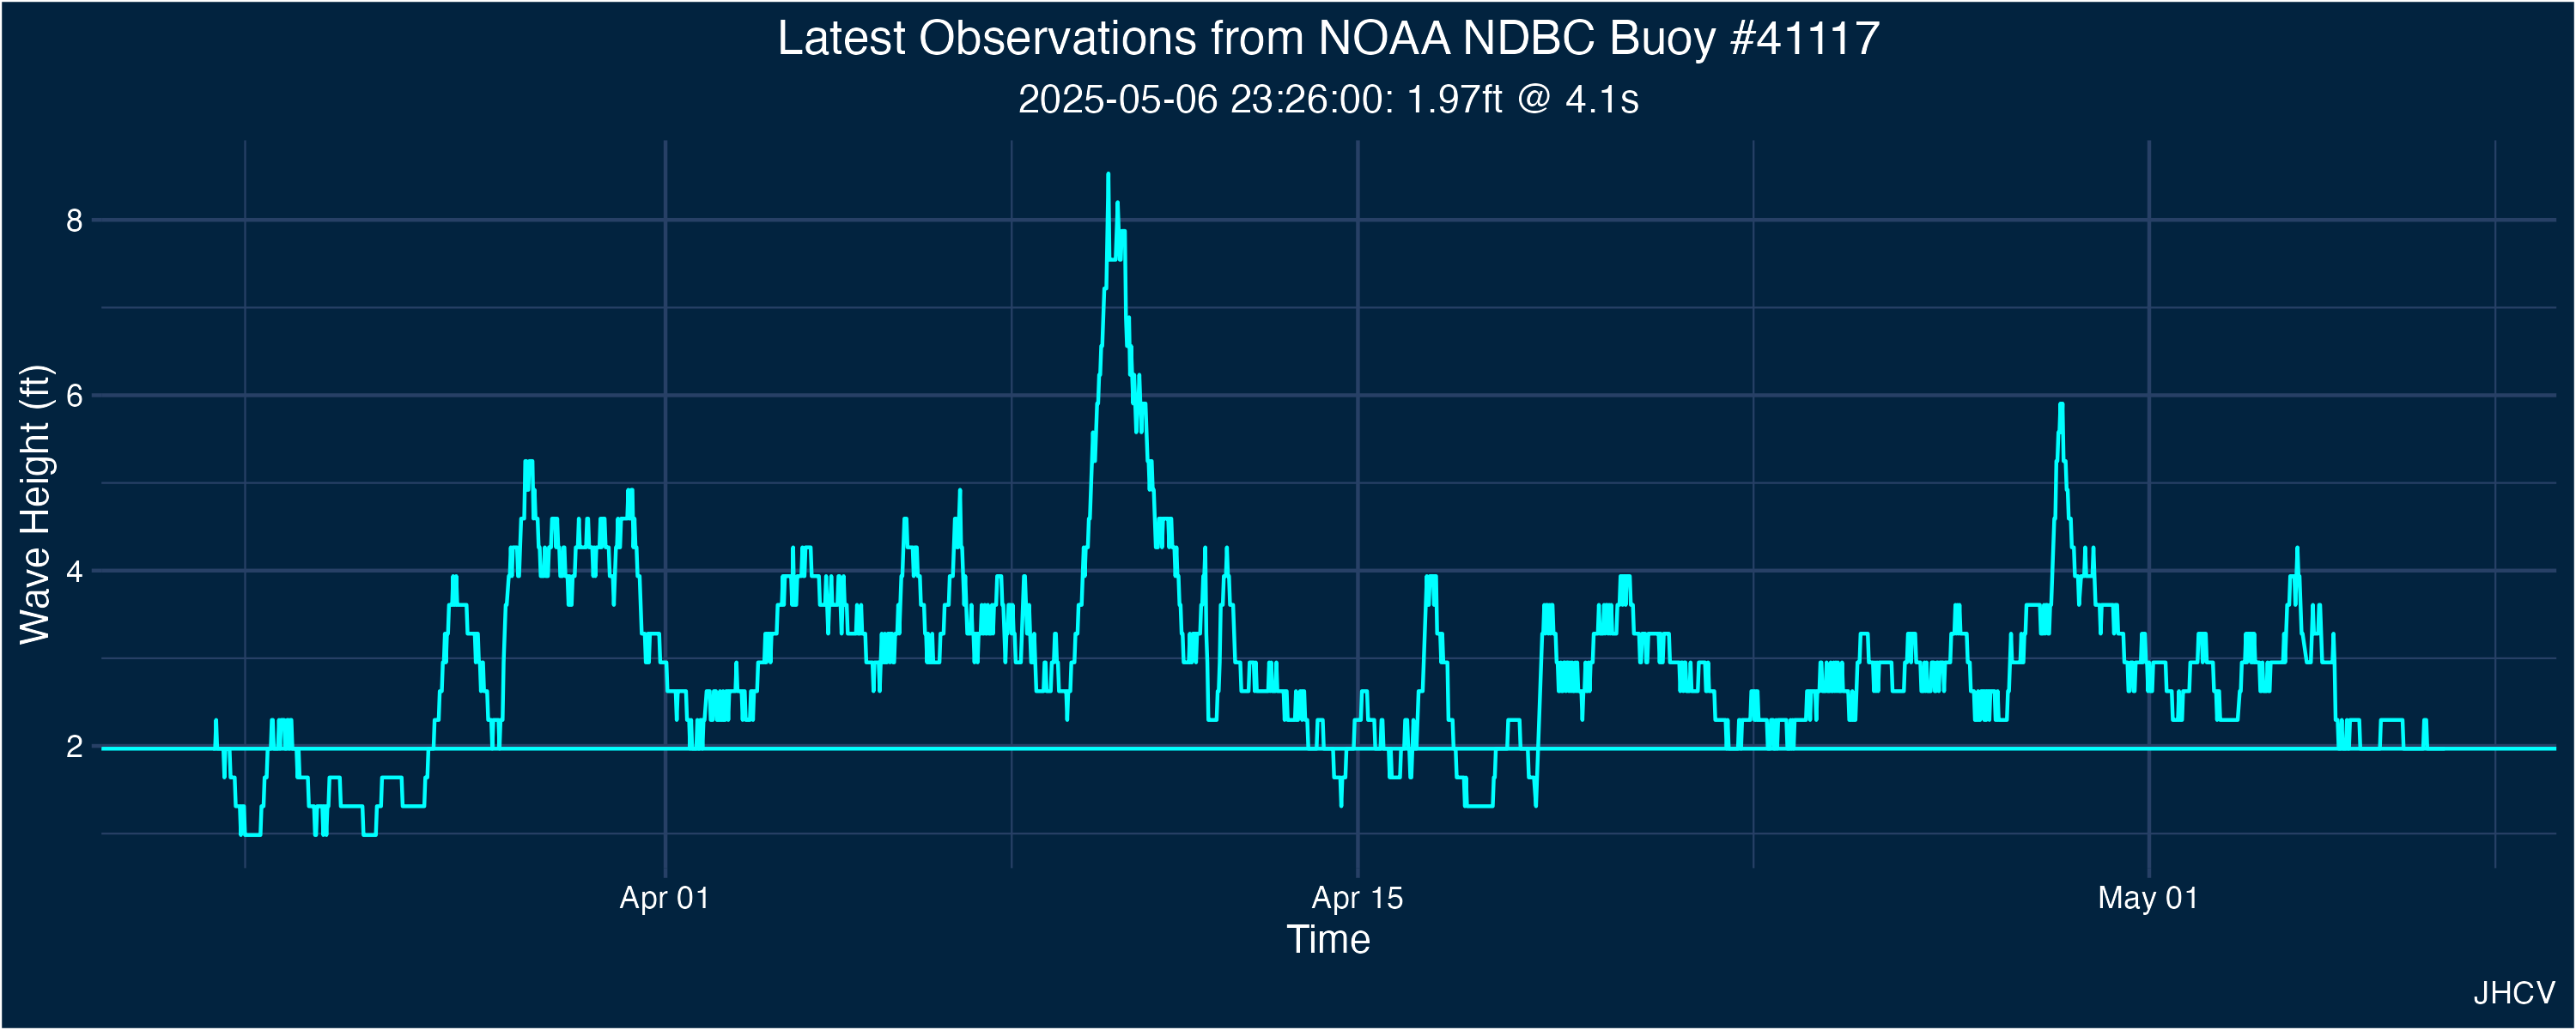 Latest Observations from NOAA NDBC Buoy #41117
2025-05-06 23:26:00: 1.97ft @ 4.1s
Wave Height (ft)
8
6
4
2
Apr 01
Apr 15
May 01
Time
JHCV